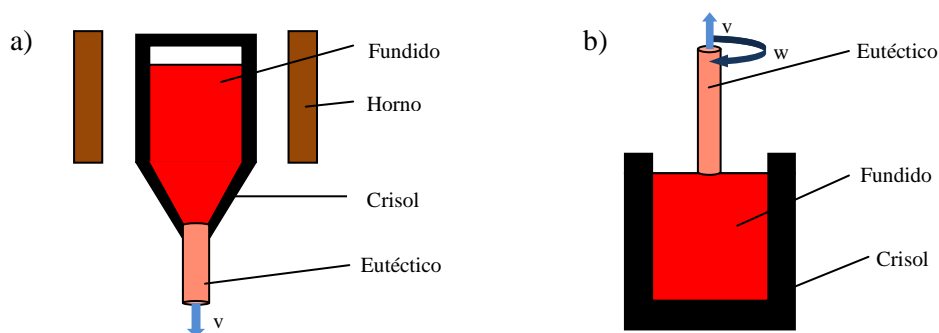 a)
Fundido
Horno
Crisol
Eutéctico
v
b)
v
w
Eutéctico
Fundido
Crisol